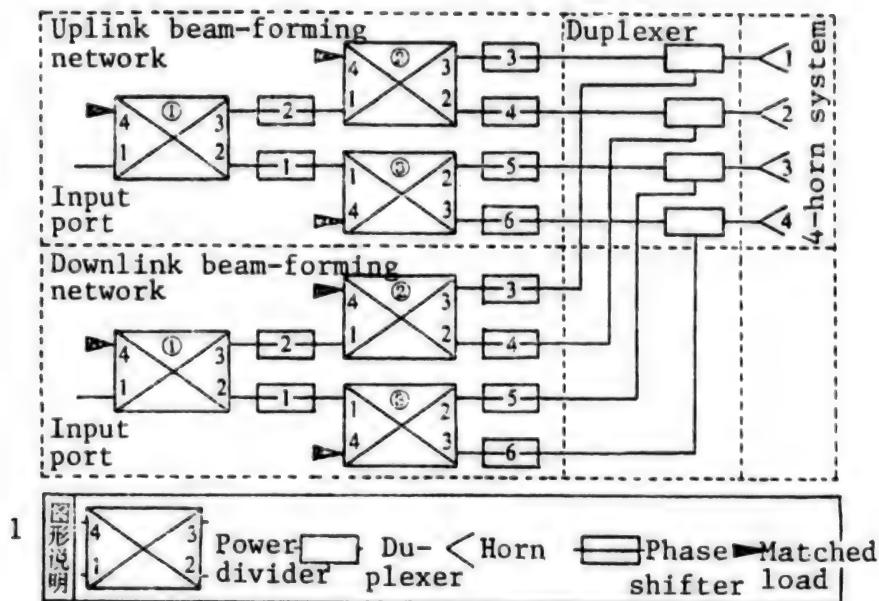 Uplink beam-forming
network
Duplexer
4-horn system
② 4 3 1 2
3
1
① 4 3 1 2
2
4
2
1
③ 1 2 4 3
5
3
Input
port
6
4
Downlink beam-forming
network
② 4 3 1 2
3
① 4 3 1 2
2
4
1
③ 1 2 4 3
5
Input
port
6
1
图形说明
4 3 1 2
Power divider
Du-plexer
Horn
Phase shifter
Matched load